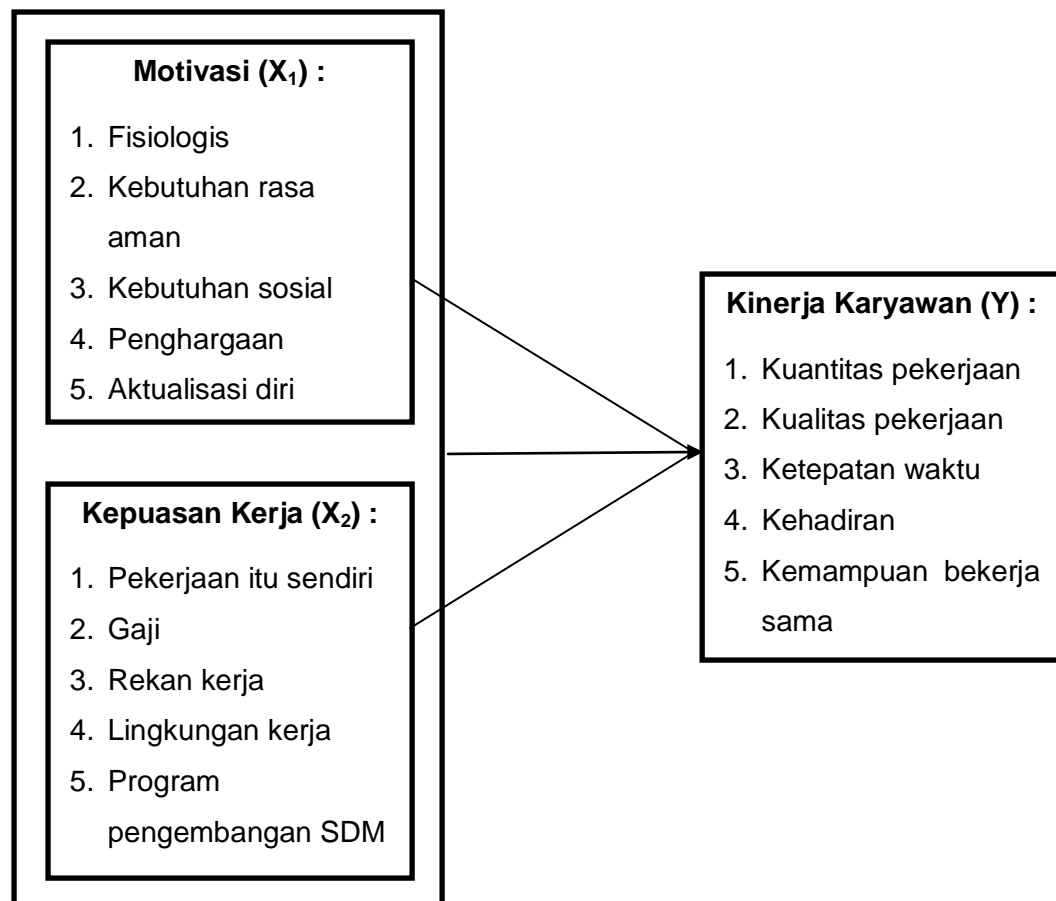 Motivasi (X₁) :
1. Fisiologis
2. Kebutuhan rasa
aman
3. Kebutuhan sosial
4. Penghargaan
5. Aktualisasi diri
Kepuasan Kerja (X₂) :
1. Pekerjaan itu sendiri
2. Gaji
3. Rekan kerja
4. Lingkungan kerja
5. Program
pengembangan SDM
Kinerja Karyawan (Y) :
1. Kuantitas pekerjaan
2. Kualitas pekerjaan
3. Ketepatan waktu
4. Kehadiran
5. Kemampuan bekerja
sama